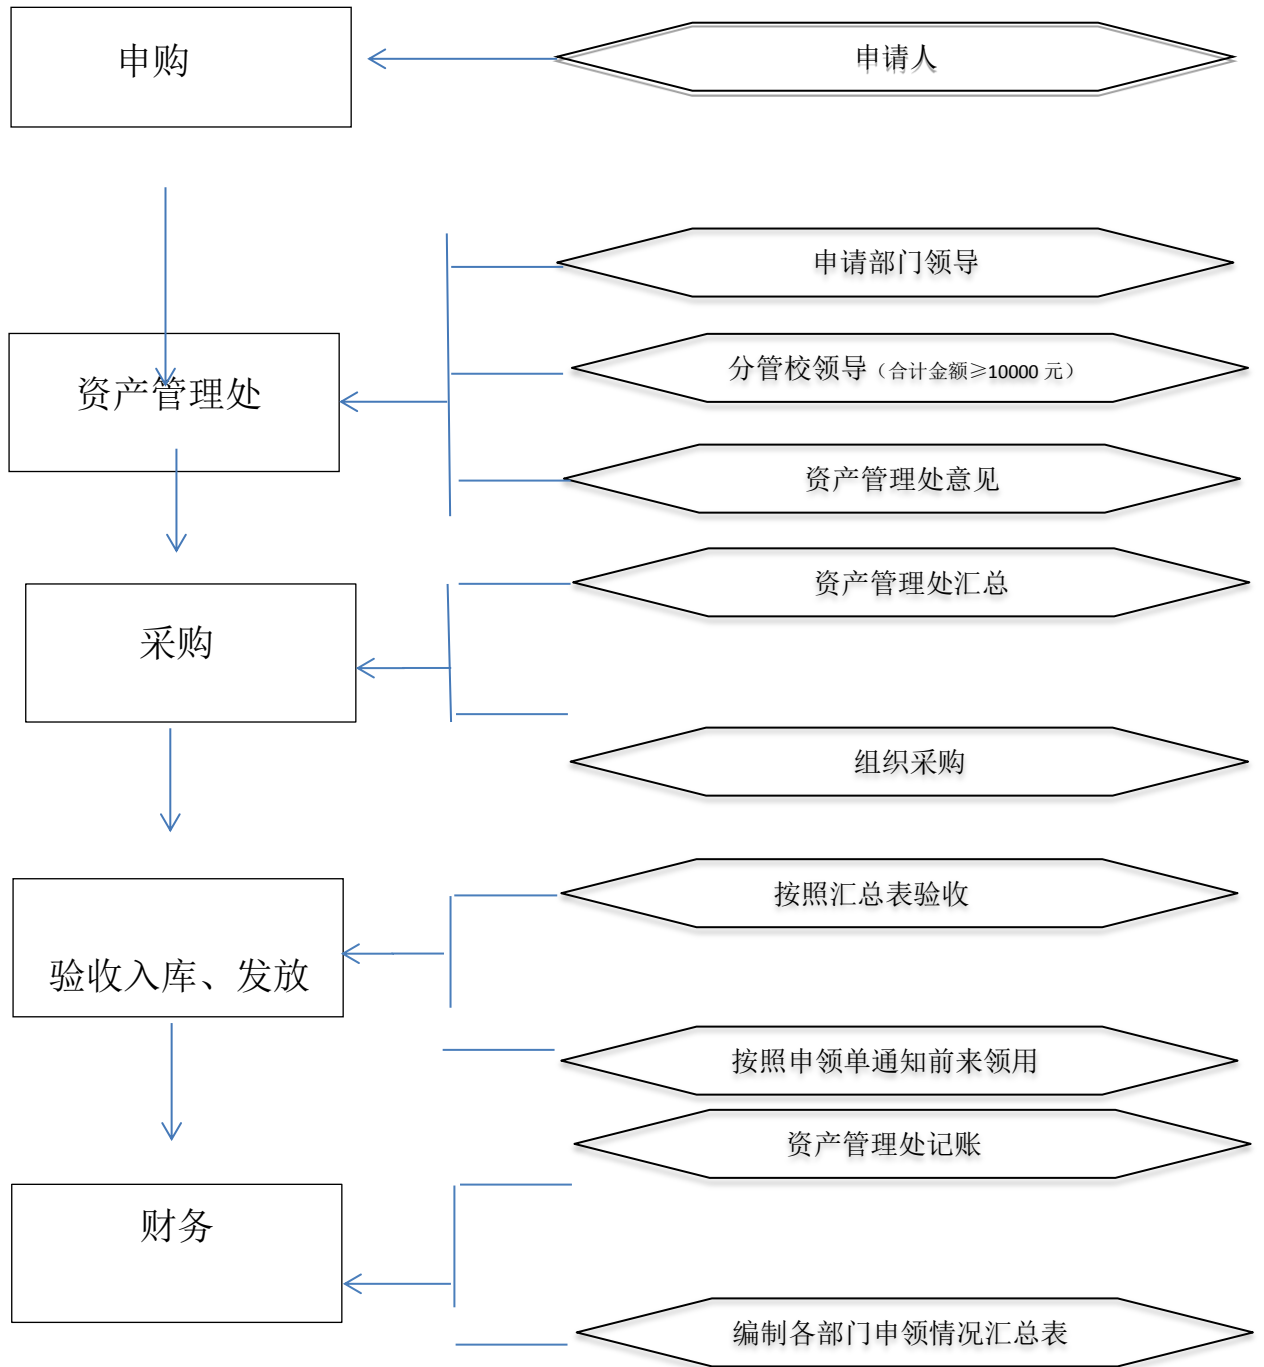 申购
申请人
申请部门领导
分管校领导（合计金额≥10000 元）
资产管理处
资产管理处意见
资产管理处汇总
采购
组织采购
按照汇总表验收
验收入库、发放
按照申领单通知前来领用
资产管理处记账
财务
编制各部门申领情况汇总表